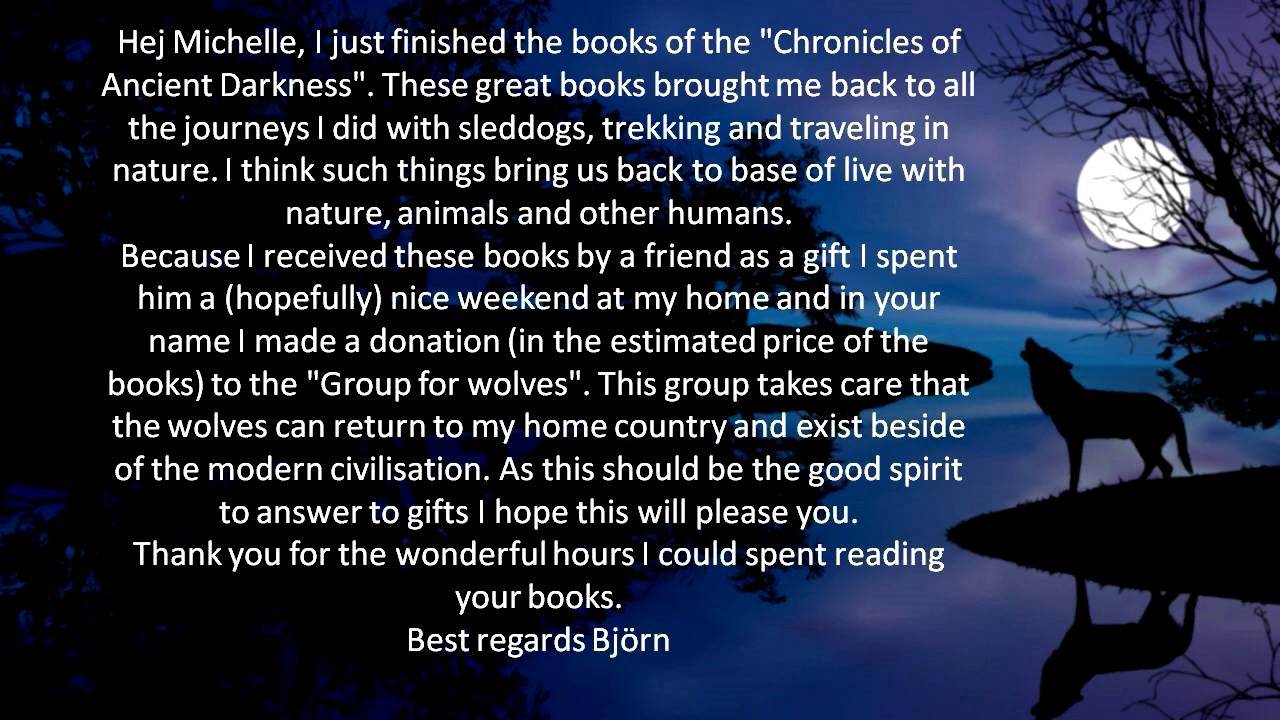 Hej Michelle, I just finished the books of the "Chronicles of
Ancient Darkness". These great books brought me back to all
the journeys I did with sleddogs, trekking and traveling in
nature. I think such things bring us back to base of live with
nature, animals and other humans.
Because I received these books by a friend as a gift I spent
him a (hopefully) nice weekend at my home and in your
name I made a donation (in the estimated price of the
books) to the "Group for wolves". This group takes care that
the wolves can return to my home country and exist beside
of the modern civilisation. As this should be the good spirit
to answer to gifts I hope this will please you.
Thank you for the wonderful hours I could spent reading
your books.
Best regards Björn